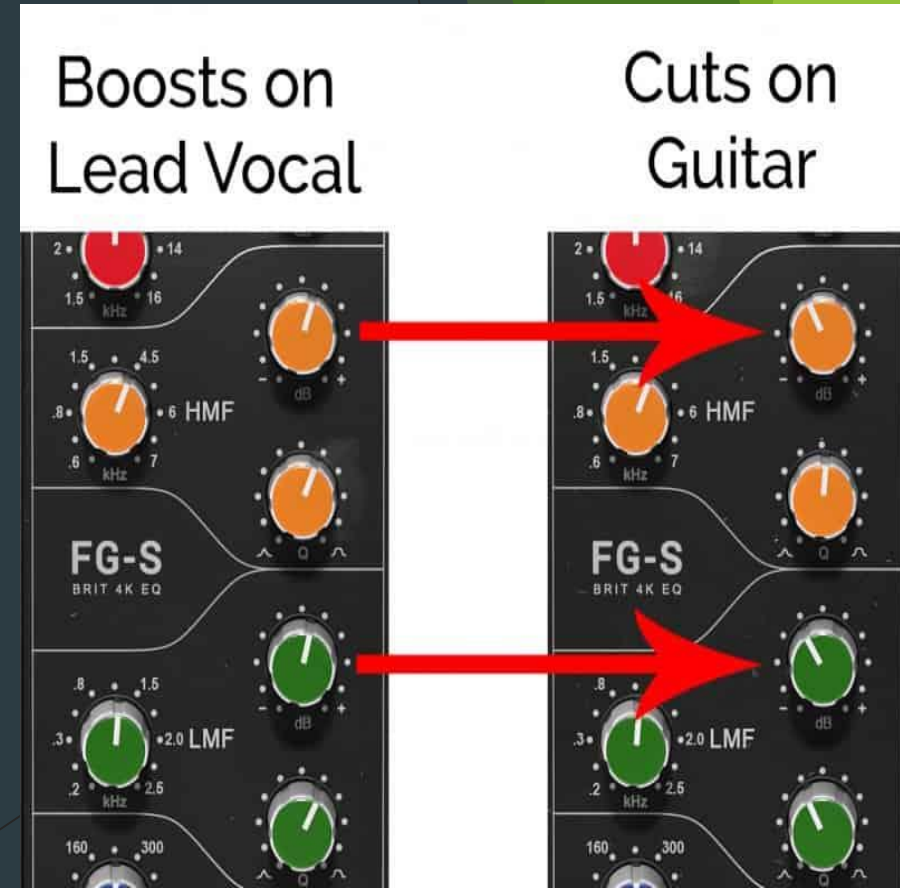 Boosts on
Lead Vocal
2 14
1.5 16
kHz
1.5 4.5
.8 6 HMF
.6 7
kHz
- +
dB
Q
FG-S
BRIT 4K EQ
.8 1.5
.3 2.0 LMF
.2 2.5
kHz
- +
dB
Q
160 300
Cuts on
Guitar
2 14
1.5 16
kHz
1.5
.8 6 HMF
.6 7
kHz
- +
dB
Q
FG-S
BRIT 4K EQ
.8
.3 2.0 LMF
.2 2.5
kHz
- +
dB
Q
160 300